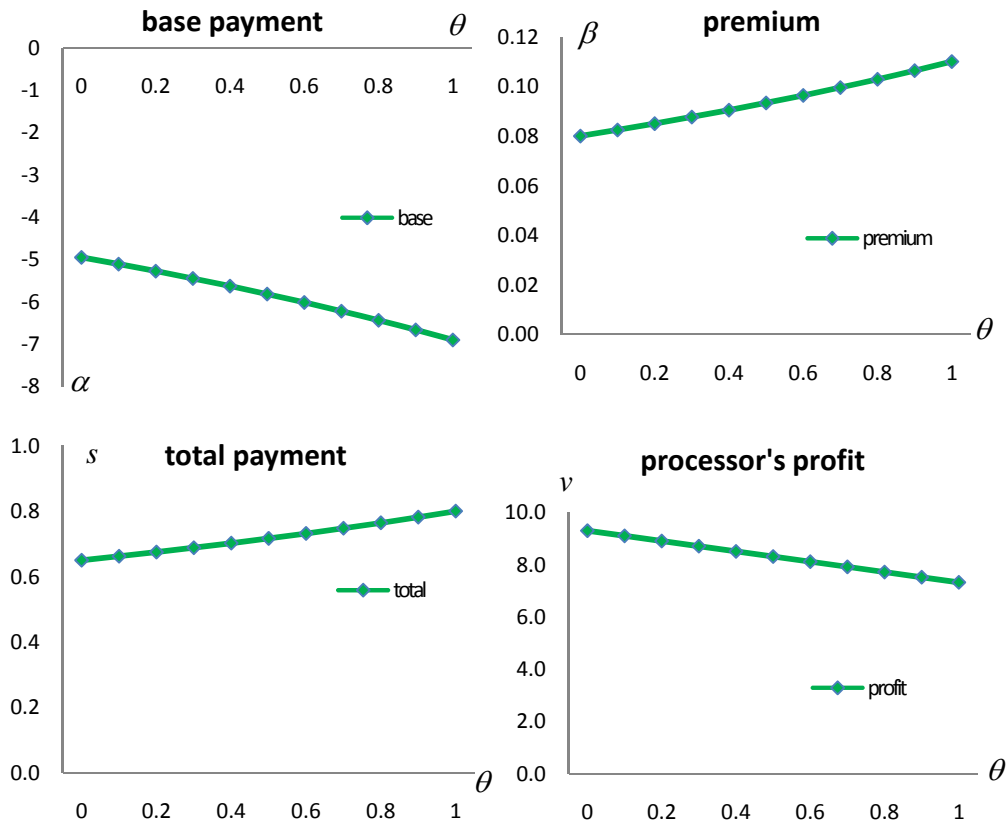 base payment
θ
0
-1
-2
-3
-4
-5
-6
-7
-8
0 0.2 0.4 0.6 0.8 1
base
α
premium
β
0.12
0.10
0.08
0.06
0.04
0.02
0.00
premium
θ
0 0.2 0.4 0.6 0.8 1
total payment
s
1.0
0.8
0.6
0.4
0.2
0.0
total
θ
0 0.2 0.4 0.6 0.8 1
processor's profit
v
10.0
8.0
6.0
4.0
2.0
0.0
profit
θ
0 0.2 0.4 0.6 0.8 1